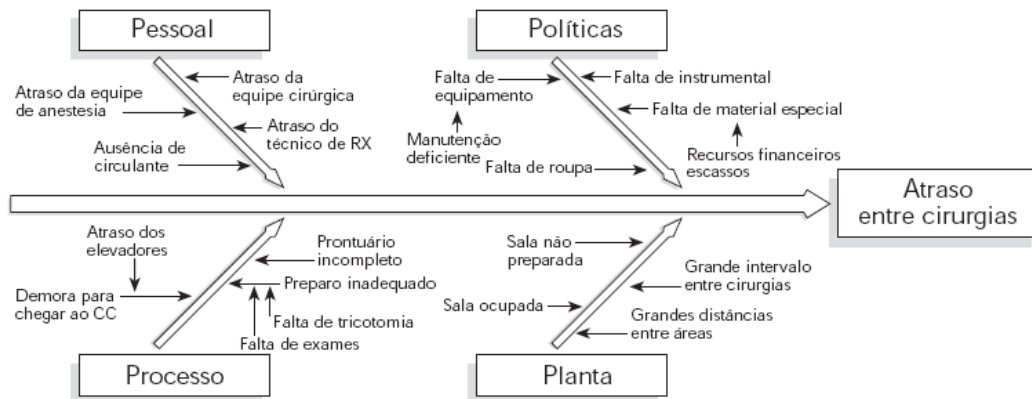 Pessoal
Políticas
Atraso da
equipe cirúrgica
Atraso da equipe
de anestesia
Atraso do
técnico de RX
Ausência de
circulante
Falta de
equipamento
Falta de instrumental
Falta de material especial
Manutenção
deficiente
Falta de roupa
Recursos financeiros
escassos
Atraso
entre cirurgias
Atraso dos
elevadores
Prontuário
incompleto
Demora para
chegar ao CC
Preparo inadequado
Falta de tricotomia
Falta de exames
Sala não
preparada
Grande intervalo
entre cirurgias
Sala ocupada
Grandes distâncias
entre áreas
Processo
Planta